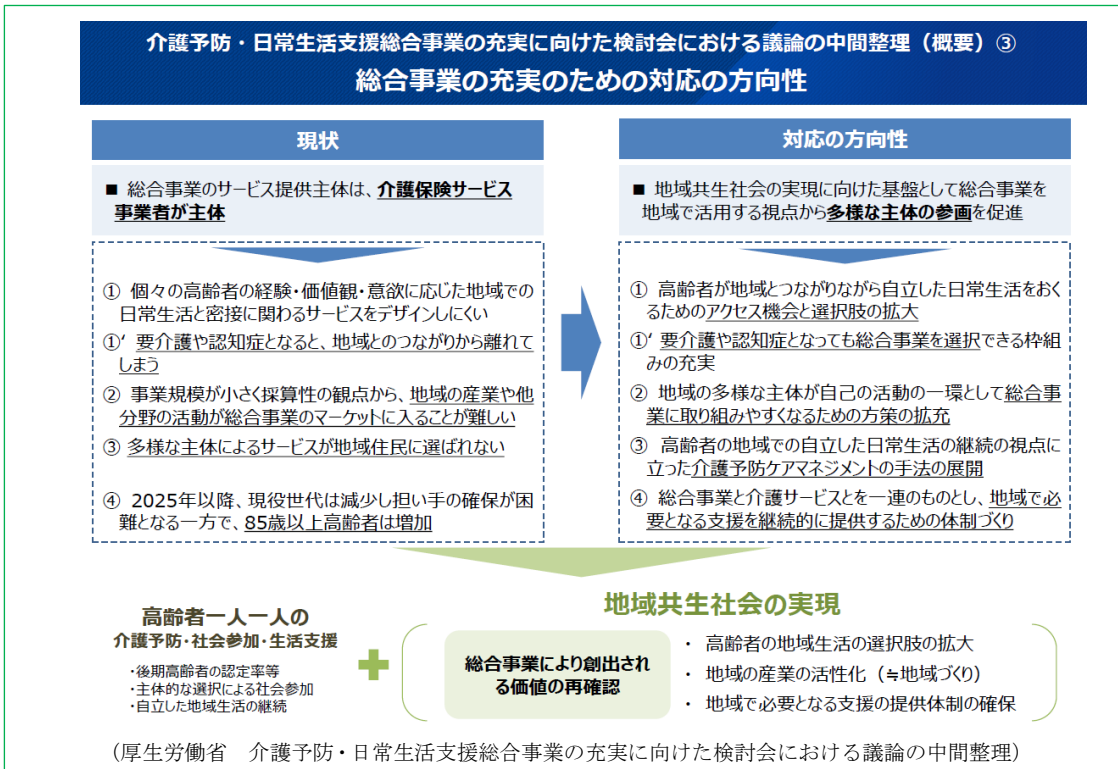 介護予防・日常生活支援総合事業の充実に向けた検討会における議論の中間整理（概要）③
総合事業の充実のための対応の方向性
現状
■ 総合事業のサービス提供主体は、介護保険サービス
事業者が主体
① 個々の高齢者の経験・価値観・意欲に応じた地域での
日常生活と密接に関わるサービスをデザインしにくい
①' 要介護や認知症となると、地域とのつながりから離れて
しまう
② 事業規模が小さく採算性の観点から、地域の産業や他
分野の活動が総合事業のマーケットに入ることが難しい
③ 多様な主体によるサービスが地域住民に選ばれない
④ 2025年以降、現役世代は減少し担い手の確保が困
難となる一方で、85歳以上高齢者は増加
対応の方向性
■ 地域共生社会の実現に向けた基盤として総合事業を
地域で活用する視点から多様な主体の参画を促進
① 高齢者が地域とつながりながら自立した日常生活をおく
るためのアクセス機会と選択肢の拡大
①' 要介護や認知症となっても総合事業を選択できる枠組
みの充実
② 地域の多様な主体が自己の活動の一環として総合事
業に取り組みやすくなるための方策の拡充
③ 高齢者の地域での自立した日常生活の継続の視点に
立った介護予防ケアマネジメントの手法の展開
④ 総合事業と介護サービスとを一連のものとし、地域で必
要となる支援を継続的に提供するための体制づくり
高齢者一人一人の
介護予防・社会参加・生活支援
・後期高齢者の認定率等
・主体的な選択による社会参加
・自立した地域生活の継続
地域共生社会の実現
総合事業により創出され
る価値の再確認
・ 高齢者の地域生活の選択肢の拡大
・ 地域の産業の活性化（≒地域づくり）
・ 地域で必要となる支援の提供体制の確保
（厚生労働省　介護予防・日常生活支援総合事業の充実に向けた検討会における議論の中間整理）